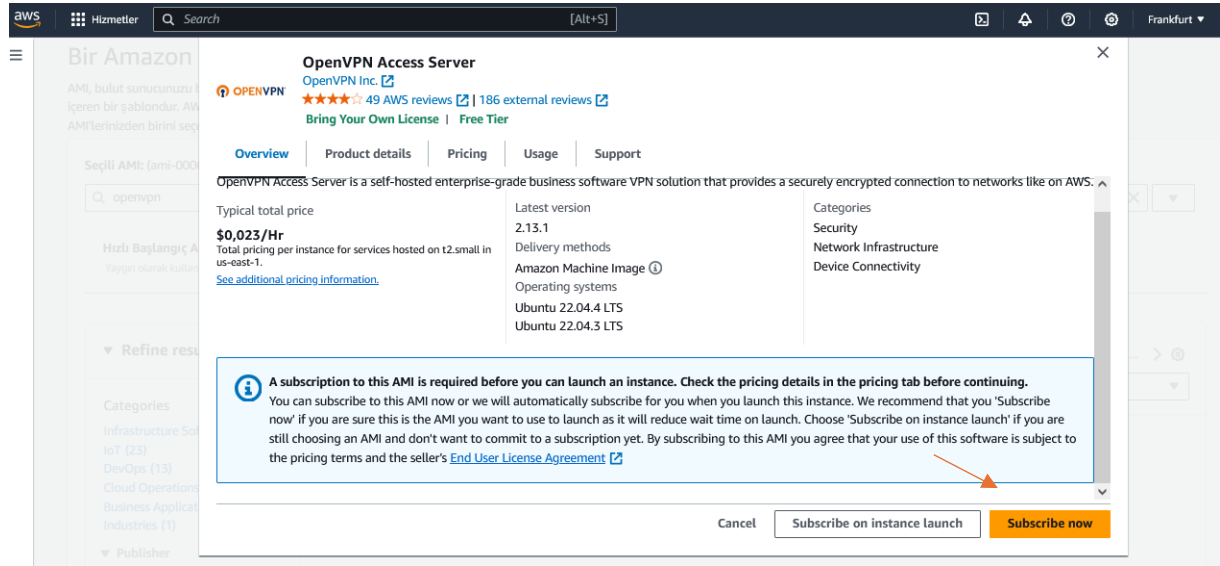 aws
Hizmetler
Search
[Alt+S]
Frankfurt ▼
Bir Amazon
AMI, bulut sunucunuzu
içeren bir şablondur. AW
AMI'lerinizden birini seç
Seçili AMI: (ami-000
openvpn
Hızlı Başlangıç A
Yaygın olarak kullan
Refine resu
Categories
Infrastructure Sof
IoT (23)
DevOps (13)
Cloud Operations
Business Applicat
Industries (1)
Publisher
OPENVPN
OpenVPN Access Server
OpenVPN Inc.
49 AWS reviews | 186 external reviews
Bring Your Own License | Free Tier
Overview
Product details
Pricing
Usage
Support
OpenVPN Access Server is a self-hosted enterprise-grade business software VPN solution that provides a securely encrypted connection to networks like on AWS.
Typical total price
$0,023/Hr
Total pricing per instance for services hosted on t2.small in
us-east-1.
See additional pricing information.
Latest version
2.13.1
Delivery methods
Amazon Machine Image
Operating systems
Ubuntu 22.04.4 LTS
Ubuntu 22.04.3 LTS
Categories
Security
Network Infrastructure
Device Connectivity
A subscription to this AMI is required before you can launch an instance. Check the pricing details in the pricing tab before continuing.
You can subscribe to this AMI now or we will automatically subscribe for you when you launch this instance. We recommend that you 'Subscribe
now' if you are sure this is the AMI you want to use to launch as it will reduce wait time on launch. Choose 'Subscribe on instance launch' if you are
still choosing an AMI and don't want to commit to a subscription yet. By subscribing to this AMI you agree that your use of this software is subject to
the pricing terms and the seller's End User License Agreement
Cancel
Subscribe on instance launch
Subscribe now